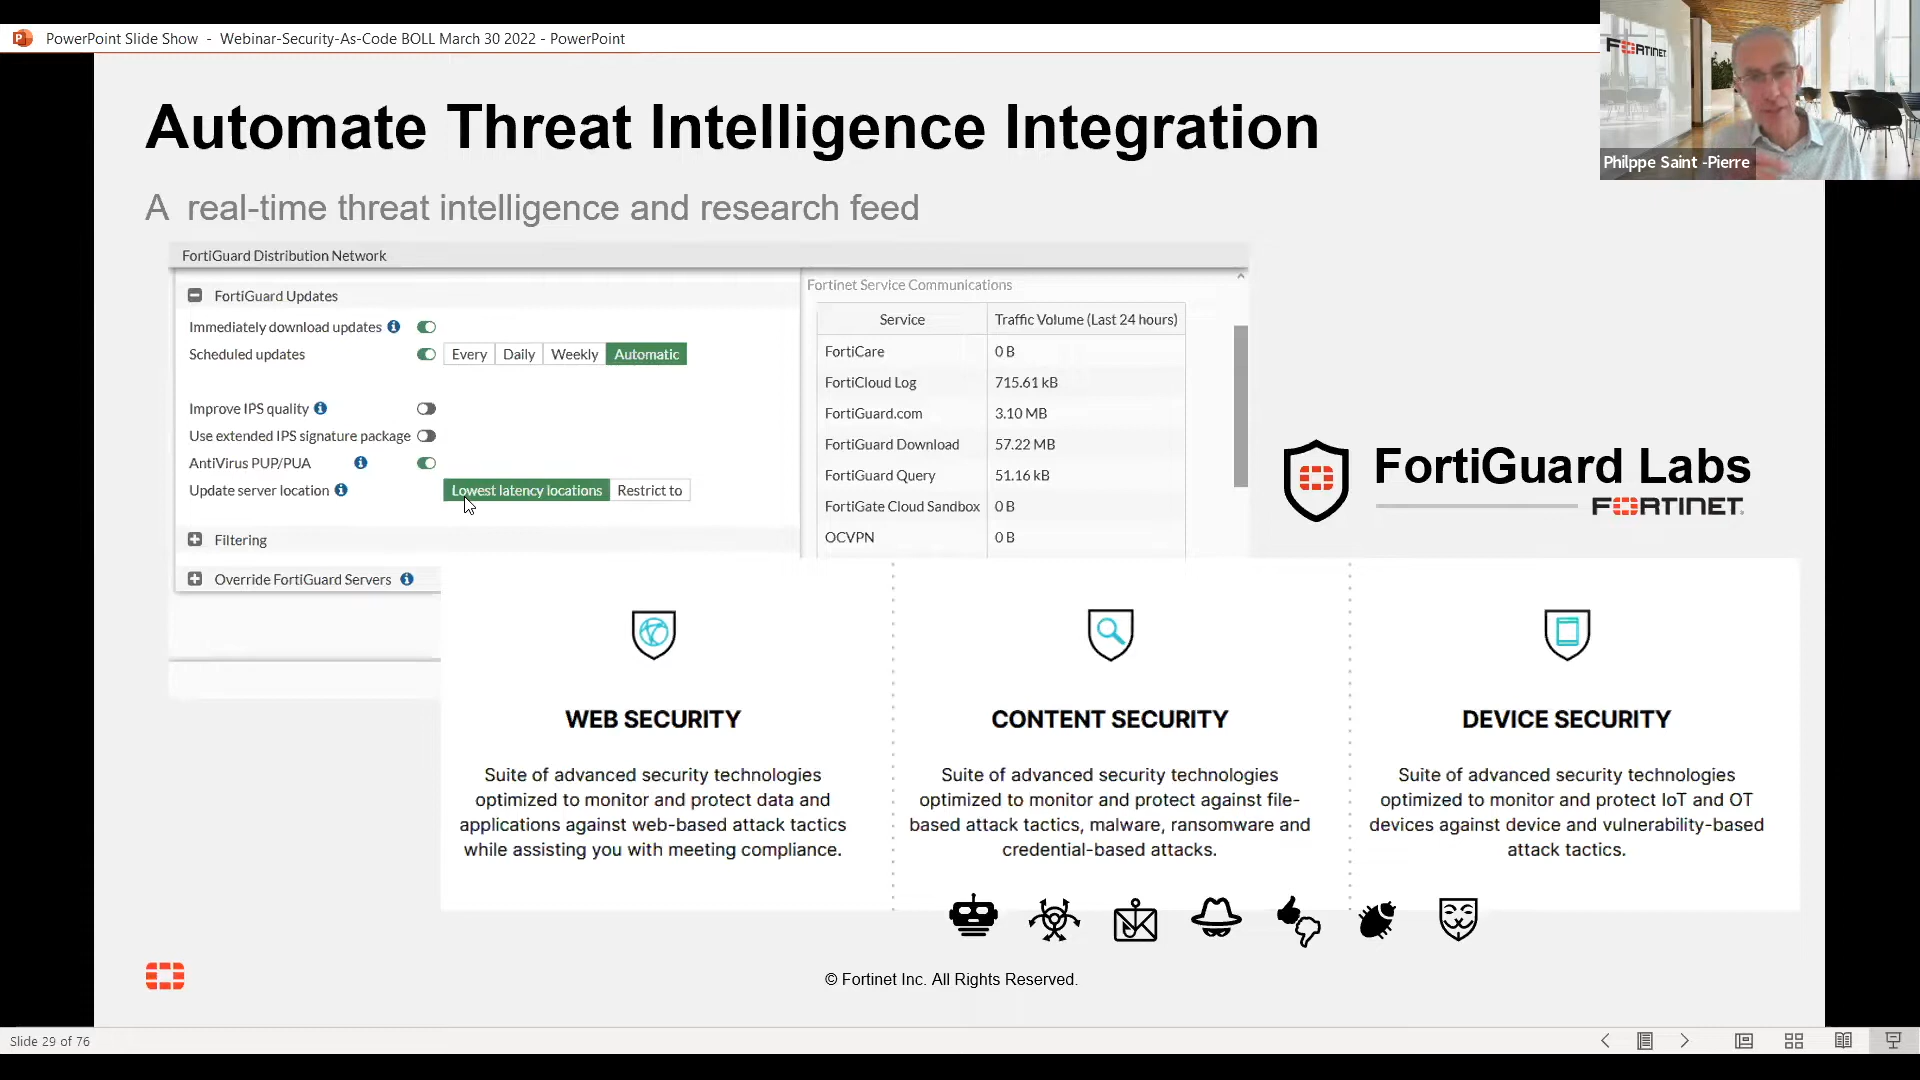 PowerPoint Slide Show - Webinar-Security-As-Code BOLL March 30 2022 - PowerPoint
FORTINET
Philppe Saint -Pierre
Automate Threat Intelligence Integration
A real-time threat intelligence and research feed
FortiGuard Distribution Network
FortiGuard Updates
Immediately download updates
Scheduled updates Every Daily Weekly Automatic
Improve IPS quality
Use extended IPS signature package
AntiVirus PUP/PUA
Update server location Lowest latency locations Restrict to
Filtering
Override FortiGuard Servers
Fortinet Service Communications
Service Traffic Volume (Last 24 hours)
FortiCare 0 B
FortiCloud Log 715.61 kB
FortiGuard.com 3.10 MB
FortiGuard Download 57.22 MB
FortiGuard Query 51.16 kB
FortiGate Cloud Sandbox 0 B
OCVPN 0 B
FortiGuard Labs
FORTINET
WEB SECURITY
Suite of advanced security technologies
optimized to monitor and protect data and
applications against web-based attack tactics
while assisting you with meeting compliance.
CONTENT SECURITY
Suite of advanced security technologies
optimized to monitor and protect against file-
based attack tactics, malware, ransomware and
credential-based attacks.
DEVICE SECURITY
Suite of advanced security technologies
optimized to monitor and protect IoT and OT
devices against device and vulnerability-based
attack tactics.
© Fortinet Inc. All Rights Reserved.
Slide 29 of 76